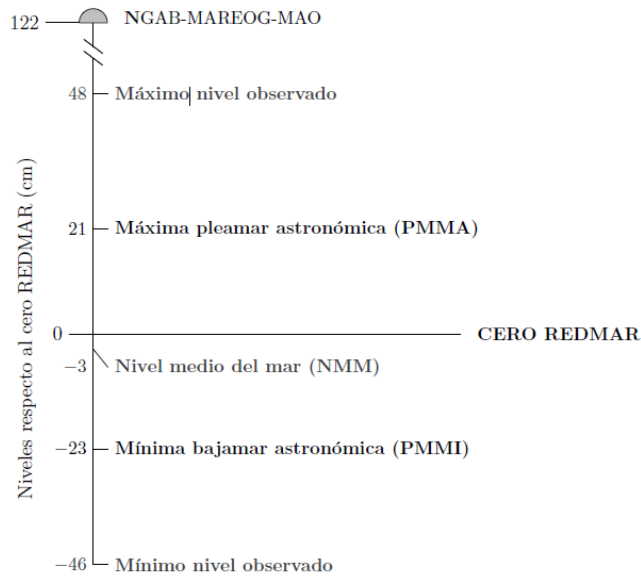 122 NGAB-MAREOG-MAO
48 Máximo nivel observado
21 Máxima pleamar astronómica (PMMA)
0 CERO REDMAR
−3 Nivel medio del mar (NMM)
−23 Mínima bajamar astronómica (PMMI)
−46 Mínimo nivel observado
Niveles respecto al cero REDMAR (cm)